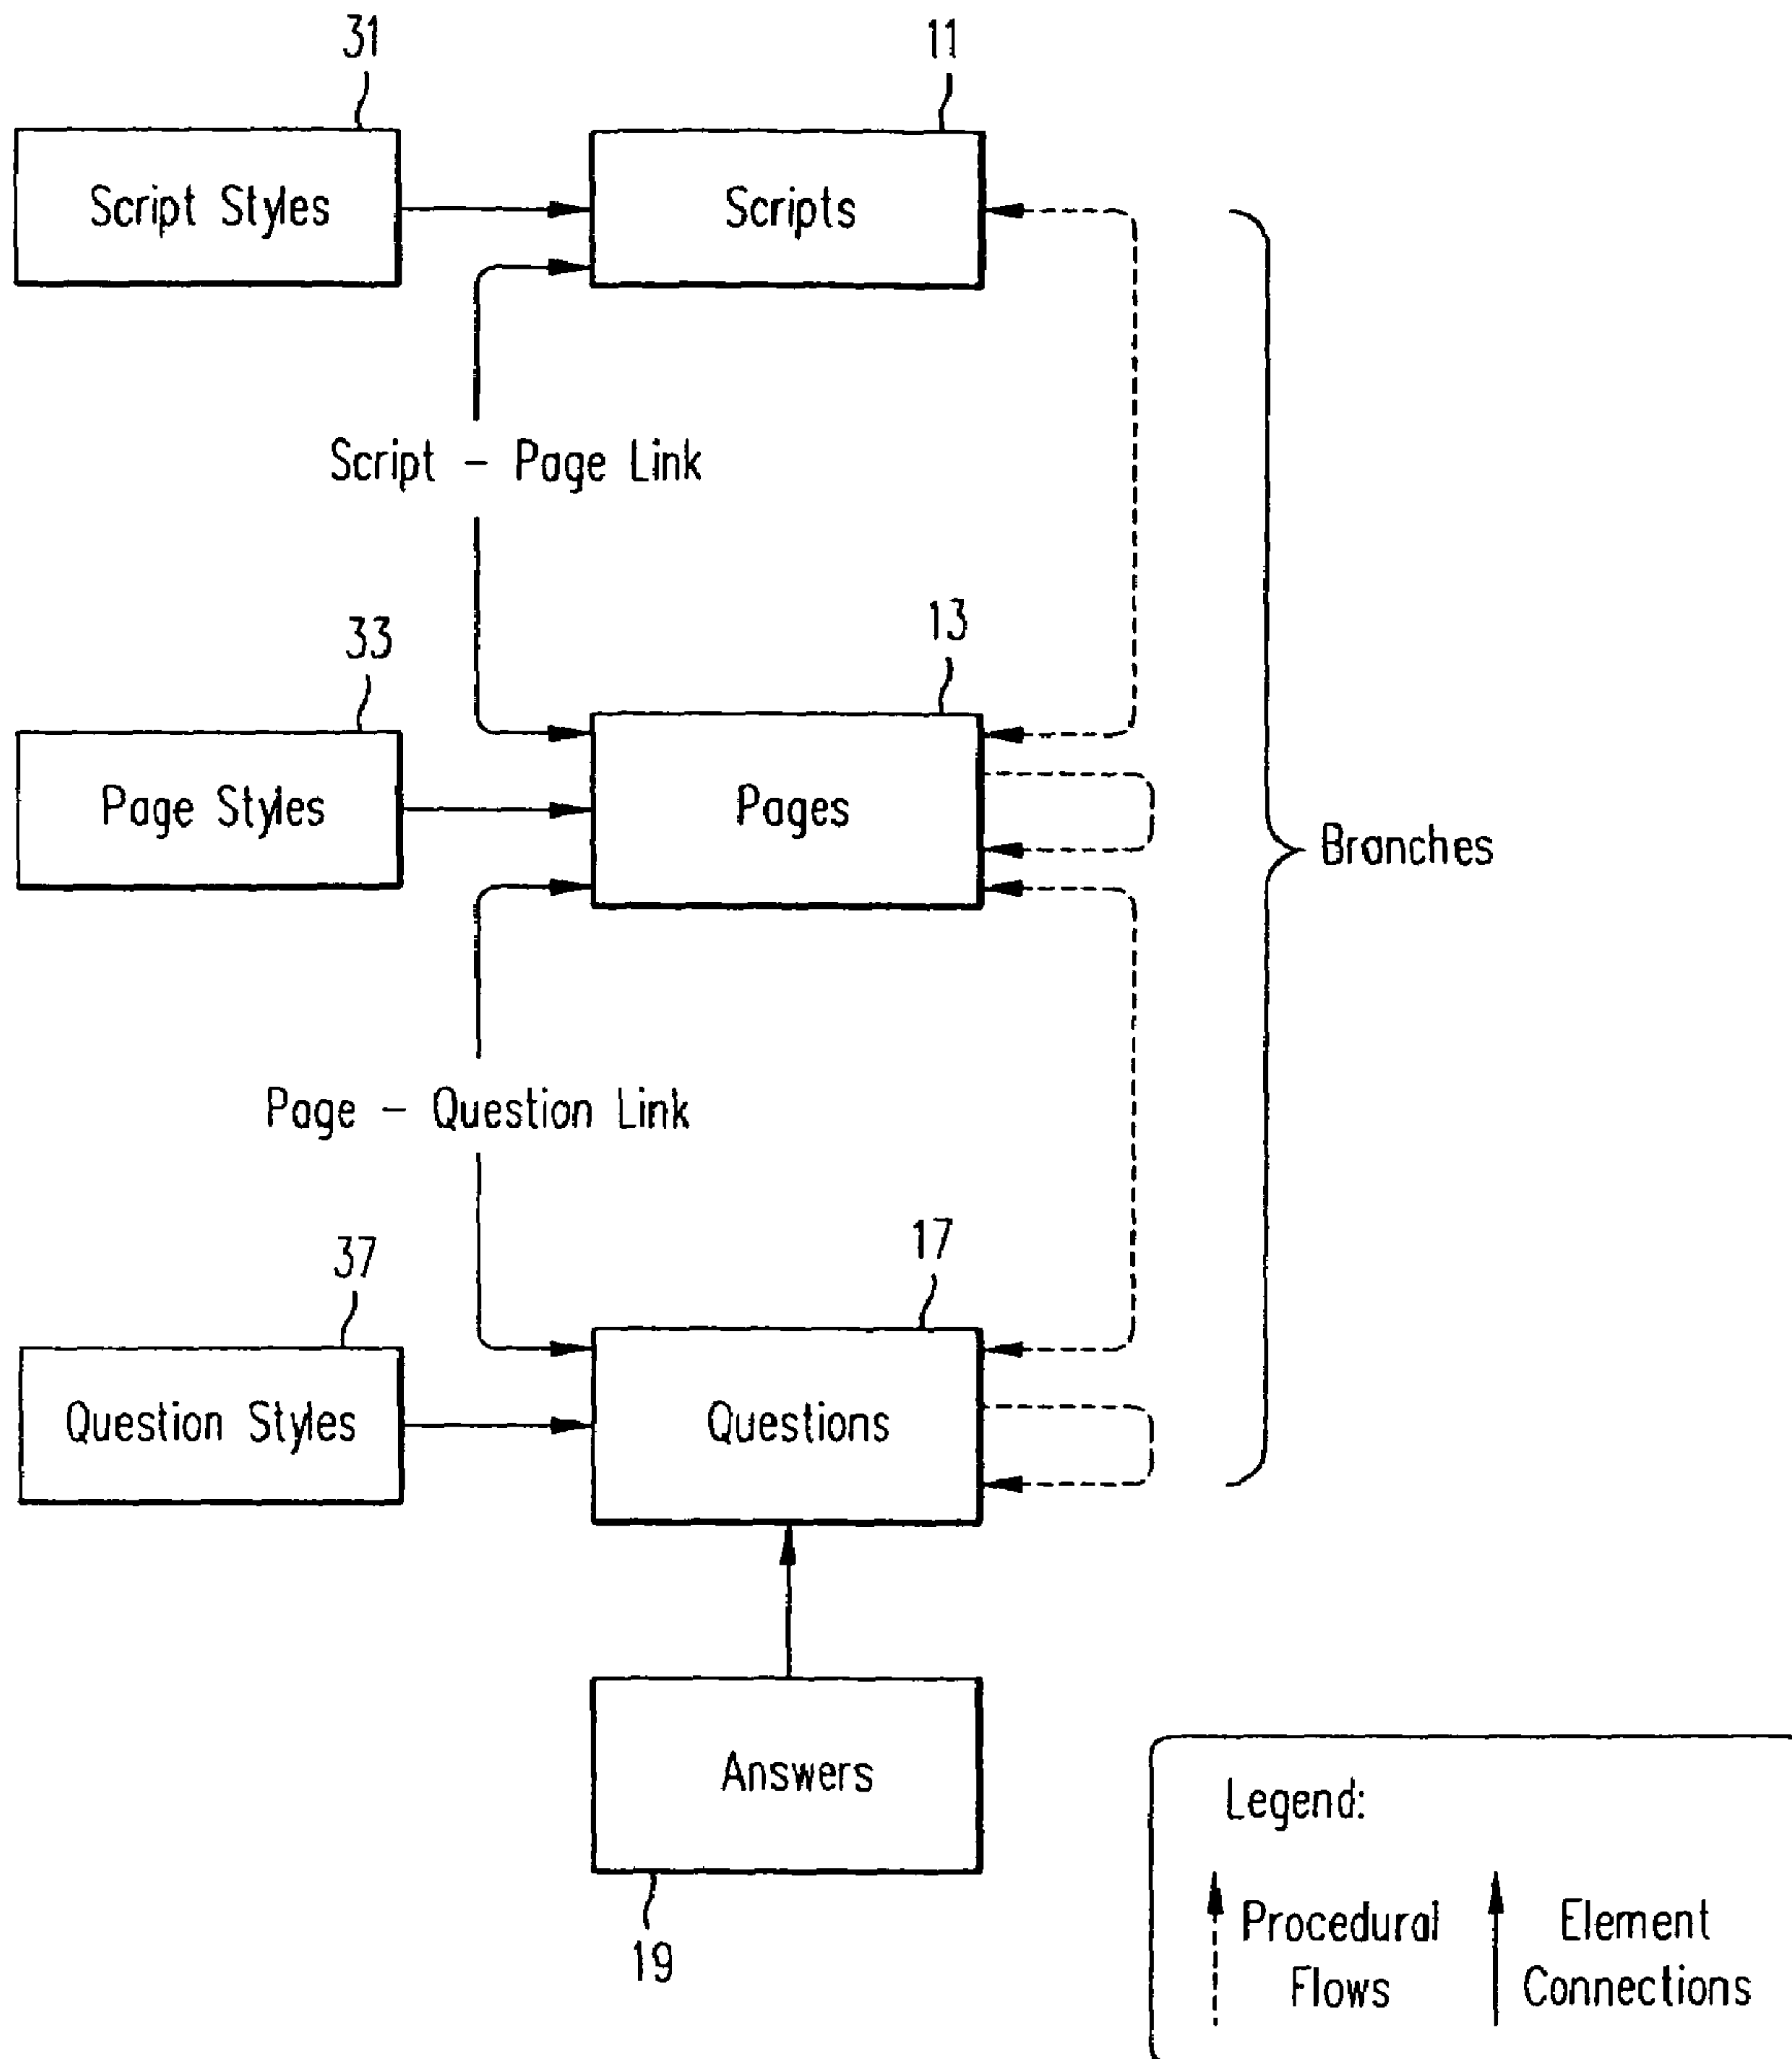 31
11
Script Styles
Scripts
Script – Page Link
33
13
Page Styles
Pages
Branches
Page – Question Link
37
17
Question Styles
Questions
Answers
19
Legend:
Procedural
Flows
Element
Connections